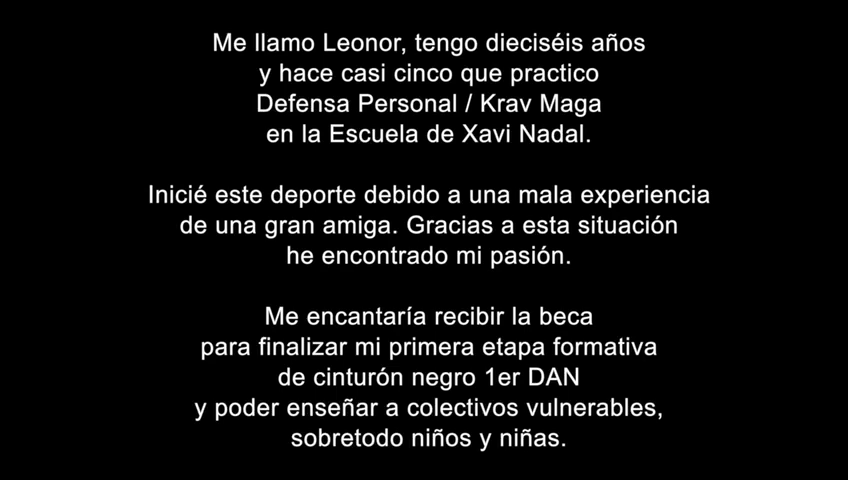 Me llamo Leonor, tengo dieciséis años
y hace casi cinco que practico
Defensa Personal / Krav Maga
en la Escuela de Xavi Nadal.
Inicié este deporte debido a una mala experiencia
de una gran amiga. Gracias a esta situación
he encontrado mi pasión.
Me encantaría recibir la beca
para finalizar mi primera etapa formativa
de cinturón negro 1er DAN
y poder enseñar a colectivos vulnerables,
sobretodo niños y niñas.